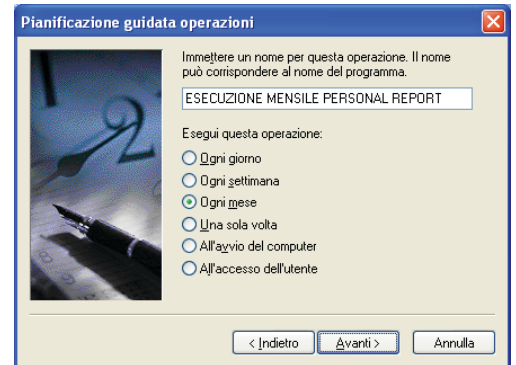 Pianificazione guidata operazioni
Immettere un nome per questa operazione. Il nome
può corrispondere al nome del programma.
ESECUZIONE MENSILE PERSONAL REPORT
Esegui questa operazione:
Ogni giorno
Ogni settimana
Ogni mese
Una sola volta
All'avvio del computer
All'accesso dell'utente
< Indietro
Avanti >
Annulla